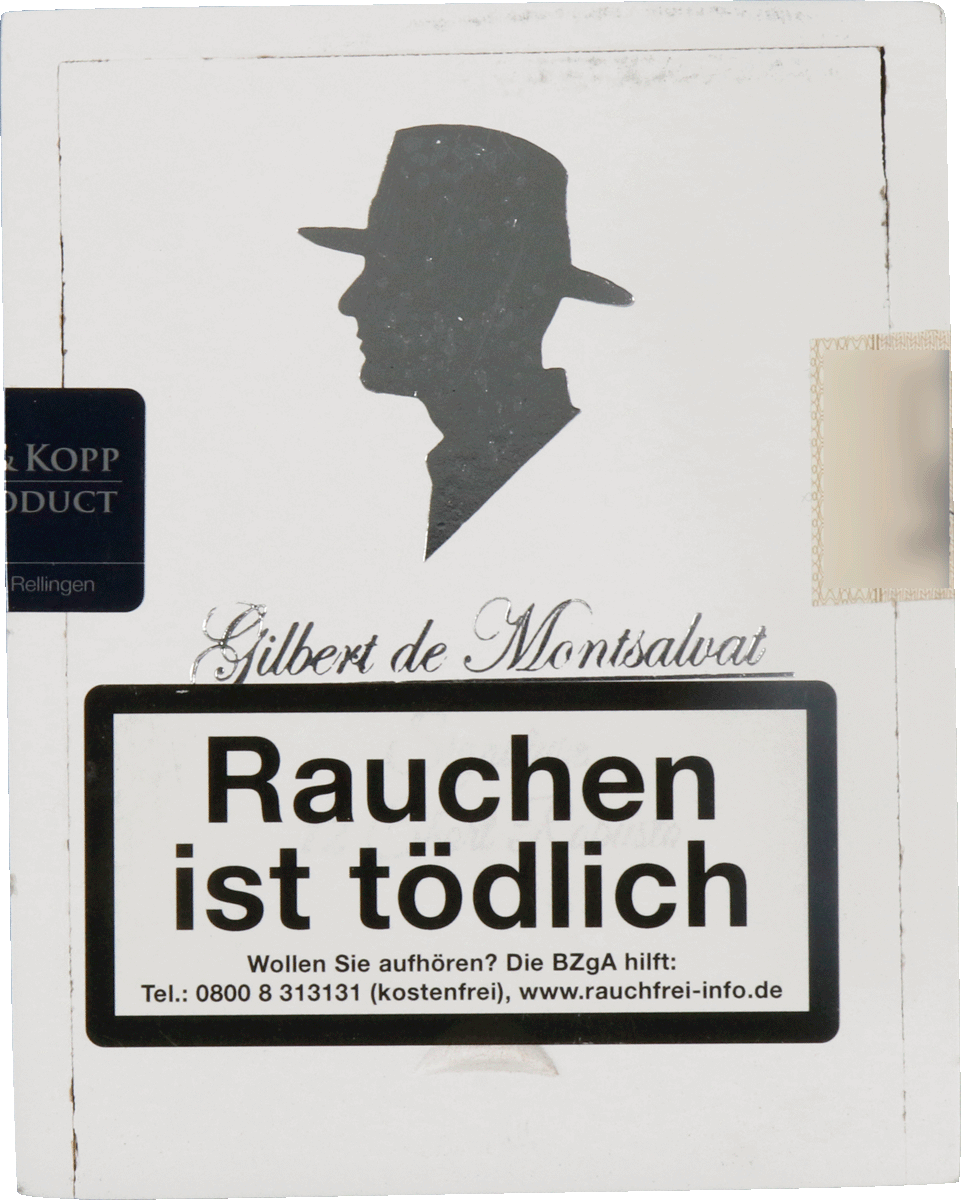 & KOPP
ODUCT
Rellingen
Gilbert de Montsalvat
Rauchen
ist tödlich
Wollen Sie aufhören? Die BZgA hilft:
Tel.: 0800 8 313131 (kostenfrei), www.rauchfrei-info.de